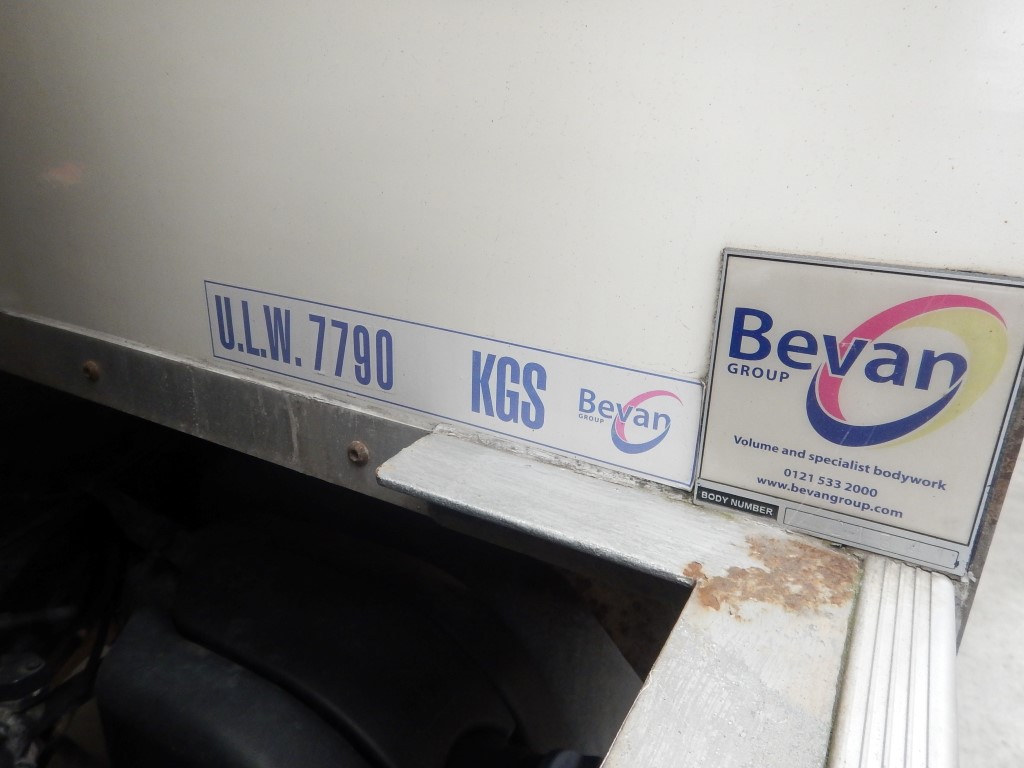 U.L.W. 7790 KGS
Bevan
GROUP
Bevan
GROUP
Volume and specialist bodywork
0121 533 2000
www.bevangroup.com
BODY NUMBER